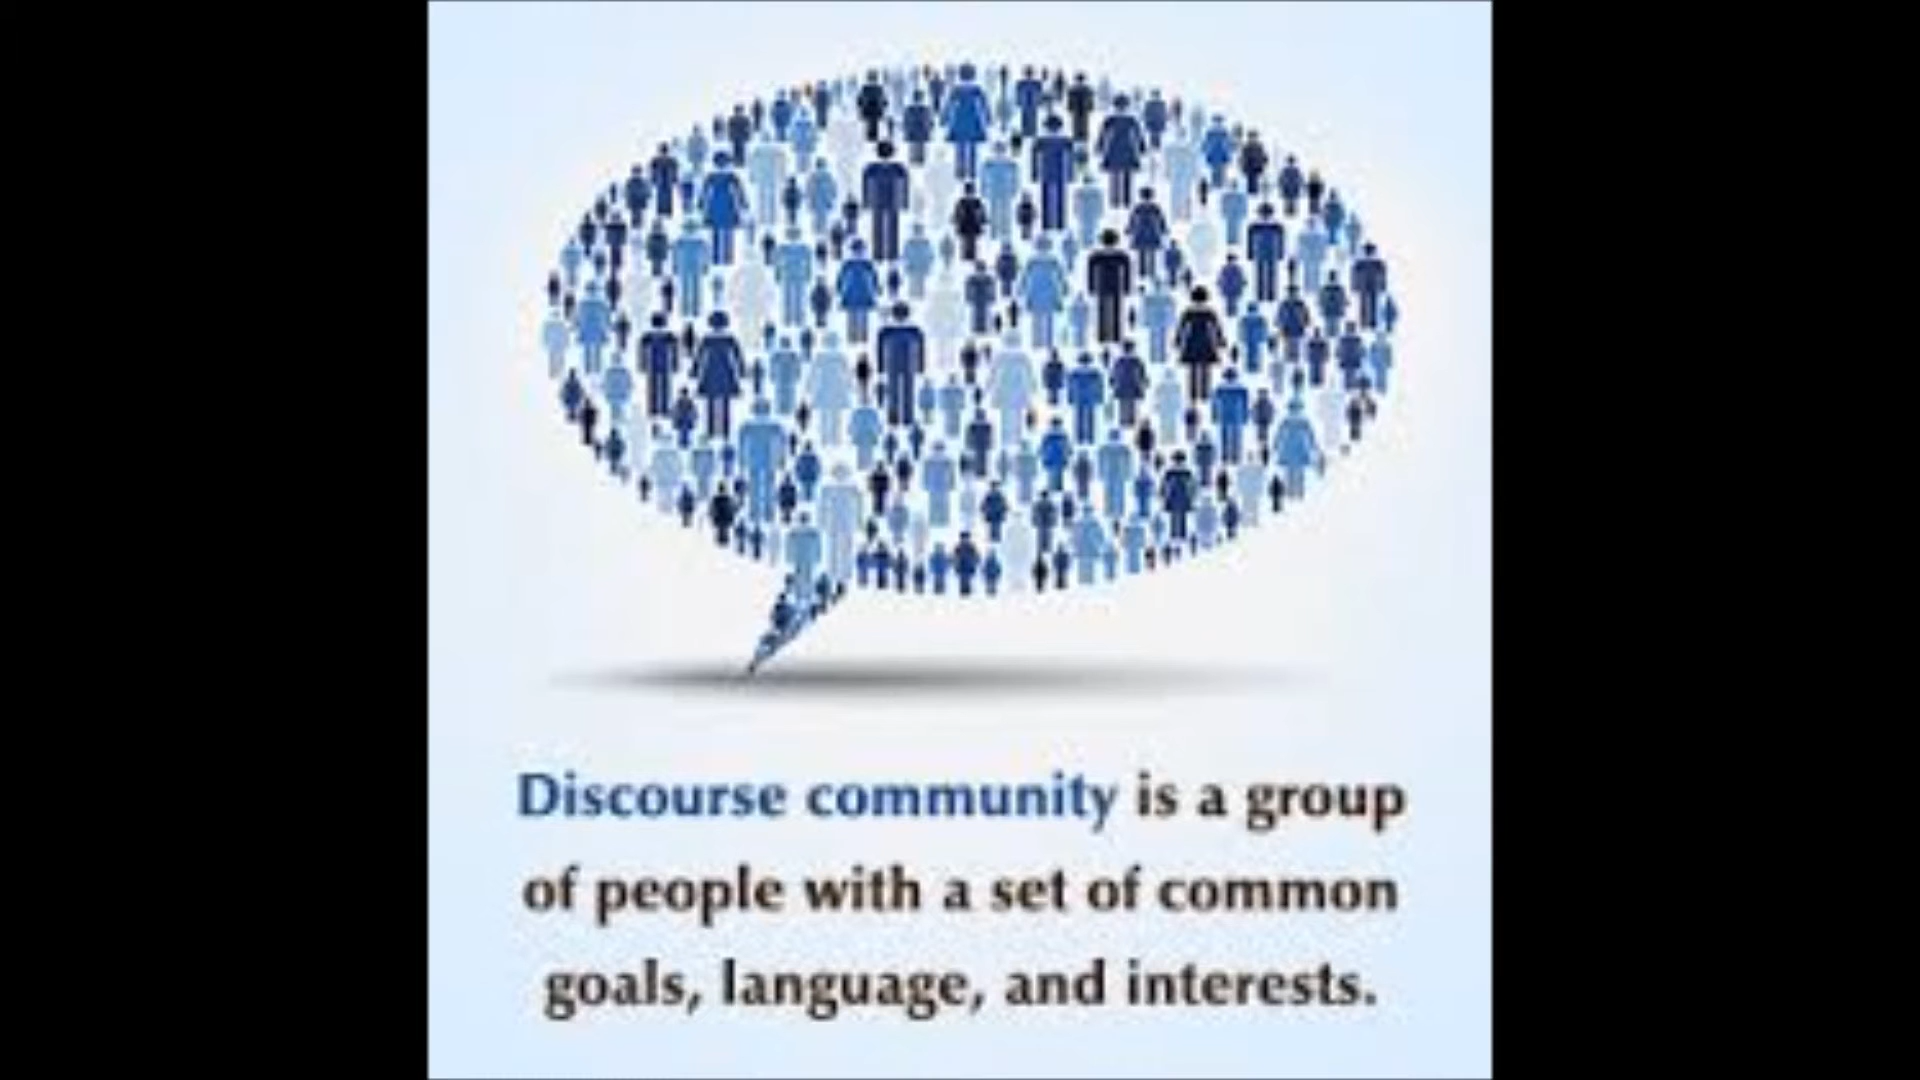 Discourse community is a group
of people with a set of common
goals, language, and interests.